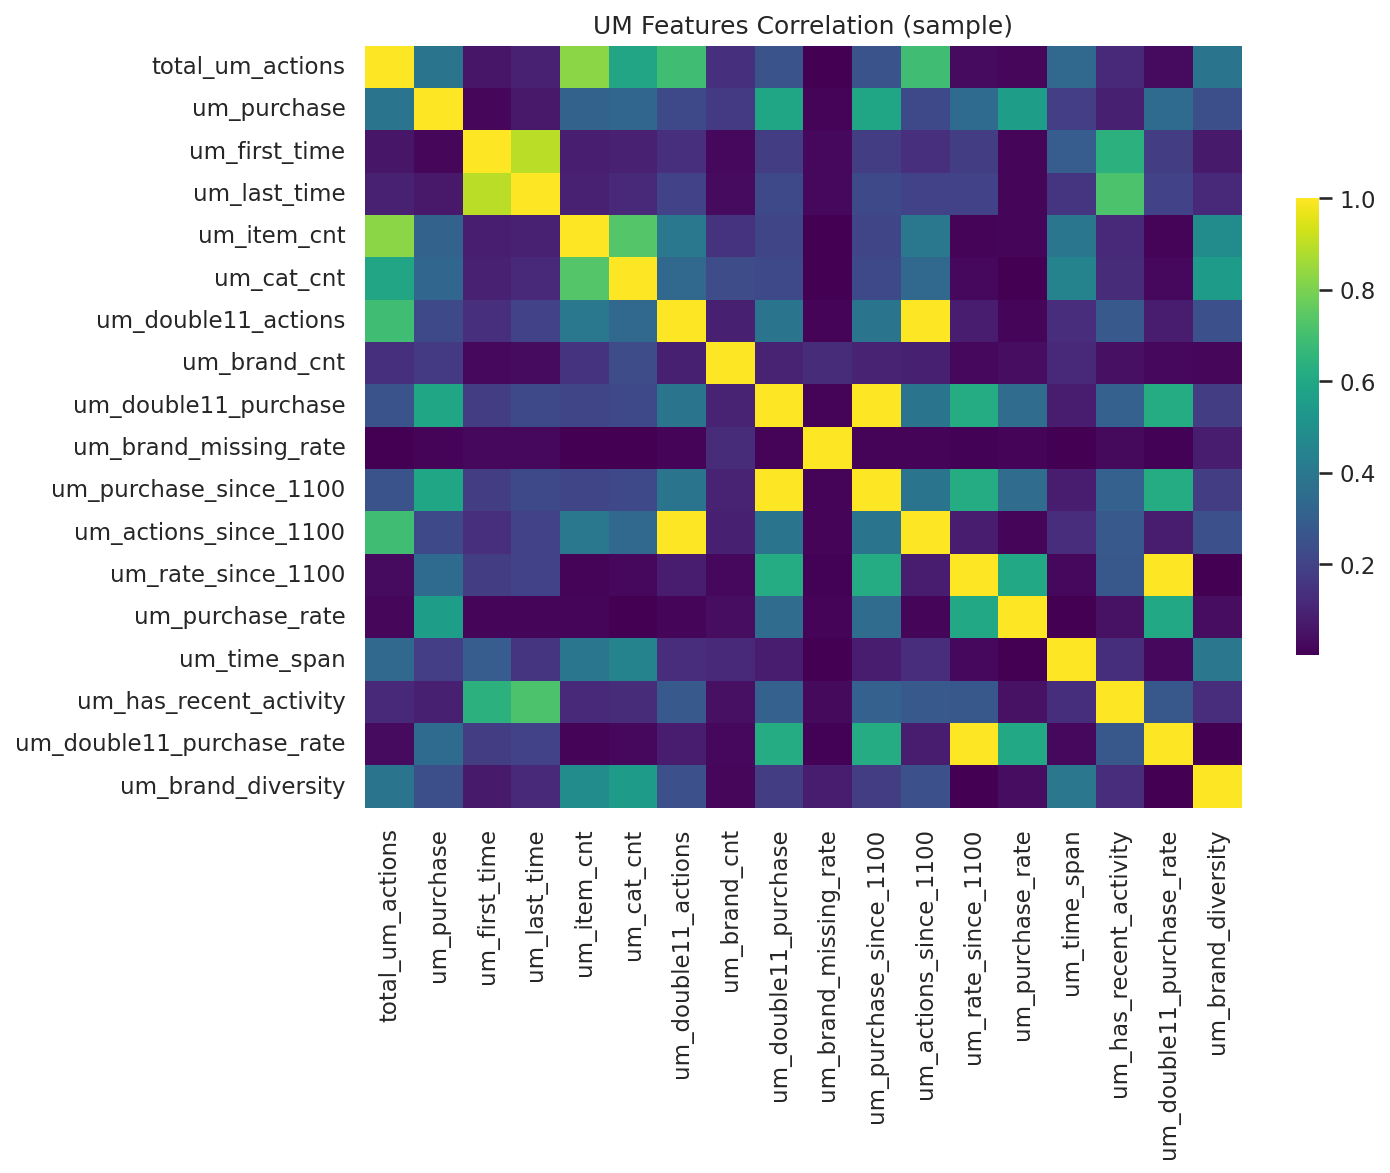 UM Features Correlation (sample)
total_um_actions
um_purchase
um_first_time
um_last_time
um_item_cnt
um_cat_cnt
um_double11_actions
um_brand_cnt
um_double11_purchase
um_brand_missing_rate
um_purchase_since_1100
um_actions_since_1100
um_rate_since_1100
um_purchase_rate
um_time_span
um_has_recent_activity
um_double11_purchase_rate
um_brand_diversity
total_um_actions
um_purchase
um_first_time
um_last_time
um_item_cnt
um_cat_cnt
um_double11_actions
um_brand_cnt
um_double11_purchase
um_brand_missing_rate
um_purchase_since_1100
um_actions_since_1100
um_rate_since_1100
um_purchase_rate
um_time_span
um_has_recent_activity
um_double11_purchase_rate
um_brand_diversity
1.0
0.8
0.6
0.4
0.2